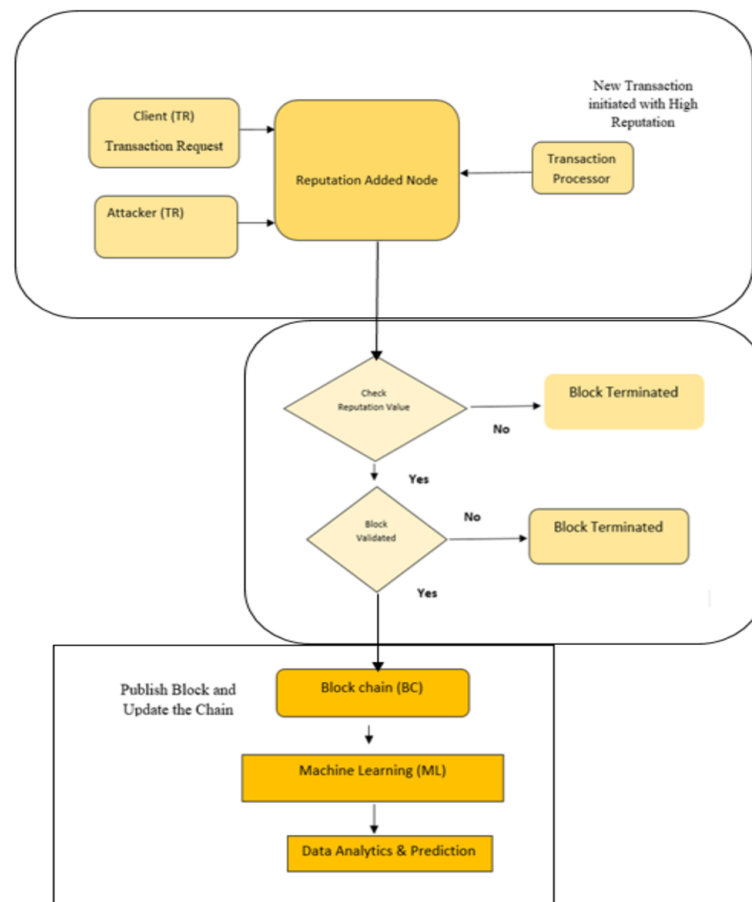 Client (TR)
Transaction Request
Attacker (TR)
Reputation Added Node
New Transaction
initiated with High
Reputation
Transaction
Processor
Check
Reputation Value
No
Block Terminated
Yes
Block
Validated
No
Block Terminated
Yes
Publish Block and
Update the Chain
Block chain (BC)
Machine Learning (ML)
Data Analytics & Prediction